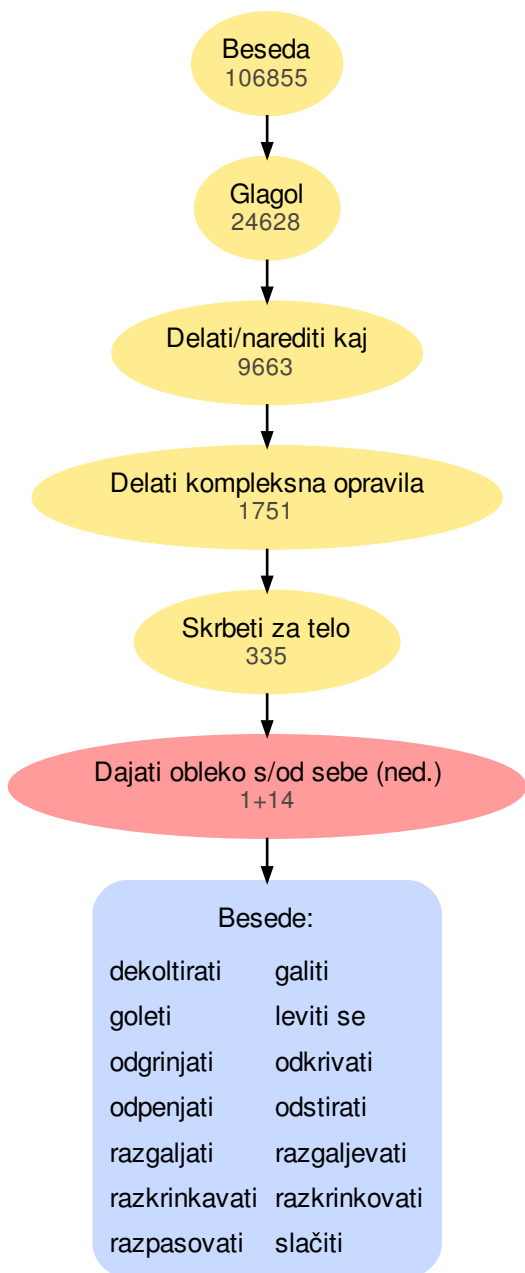 Beseda
106855
Glagol
24628
Delati/narediti kaj
9663
Delati kompleksna opravila
1751
Skrbeti za telo
335
Dajati obleko s/od sebe (ned.)
1+14
Besede:
dekoltirati galiti
goleti leviti se
odgrinjati odkrivati
odpenjati odstirati
razgaljati razgaljevati
razkrinkavati razkrinkovati
razpasovati slačiti